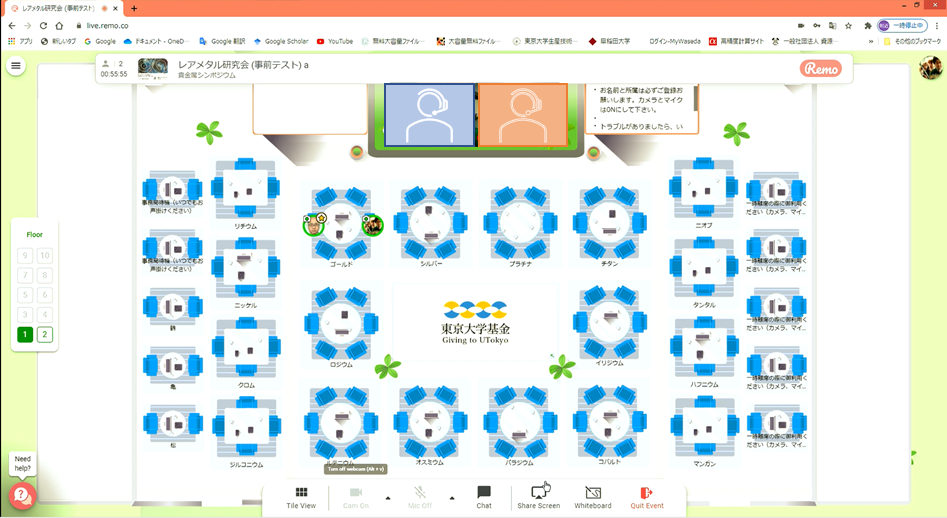 レアメタル研究会 (事前テスト)
live.remo.co
一時停止中
アプリ
新しいタブ
Google
ドキュメント - OneD...
Google 翻訳
Google Scholar
YouTube
無料大容量ファイル...
大容量無料ファイル...
東京大学生産技術...
早稲田大学
ログイン-MyWaseda
高精度計算サイト
一般社団法人 資源...
その他のブックマーク
2
00:55:55
レアメタル研究会 (事前テスト) a
貴金属シンポジウム
Remo
お名前と所属は必ずご登録お
願いします。カメラとマイク
はONにして下さい。
トラブルがありましたら、い
事務局待機（いつでもお
声掛けください）
リチウム
ゴールド
シルバー
プラチナ
チタン
ニオブ
一時離席の際に御利用く
ださい（カメラ、マイ...
Floor
9 10
7 8
5 6
3 4
1 2
事務局待機（いつでもお
声掛けください）
ニッケル
タンタル
一時離席の際に御利用く
ださい（カメラ、マイ...
東京大学基金
Giving to UTokyo
鶴
クロム
ロジウム
イリジウム
ハフニウム
一時離席の際に御利用く
ださい（カメラ、マイ...
亀
一時離席の際に御利用く
ださい（カメラ、マイ...
松
ジルコニウム
オスミウム
パラジウム
コバルト
マンガン
一時離席の際に御利用く
ださい（カメラ、マイ...
Need
help?
Turn off webcam (Alt + v)
Tile View
Cam On
Mic Off
Chat
Share Screen
Whiteboard
Quit Event